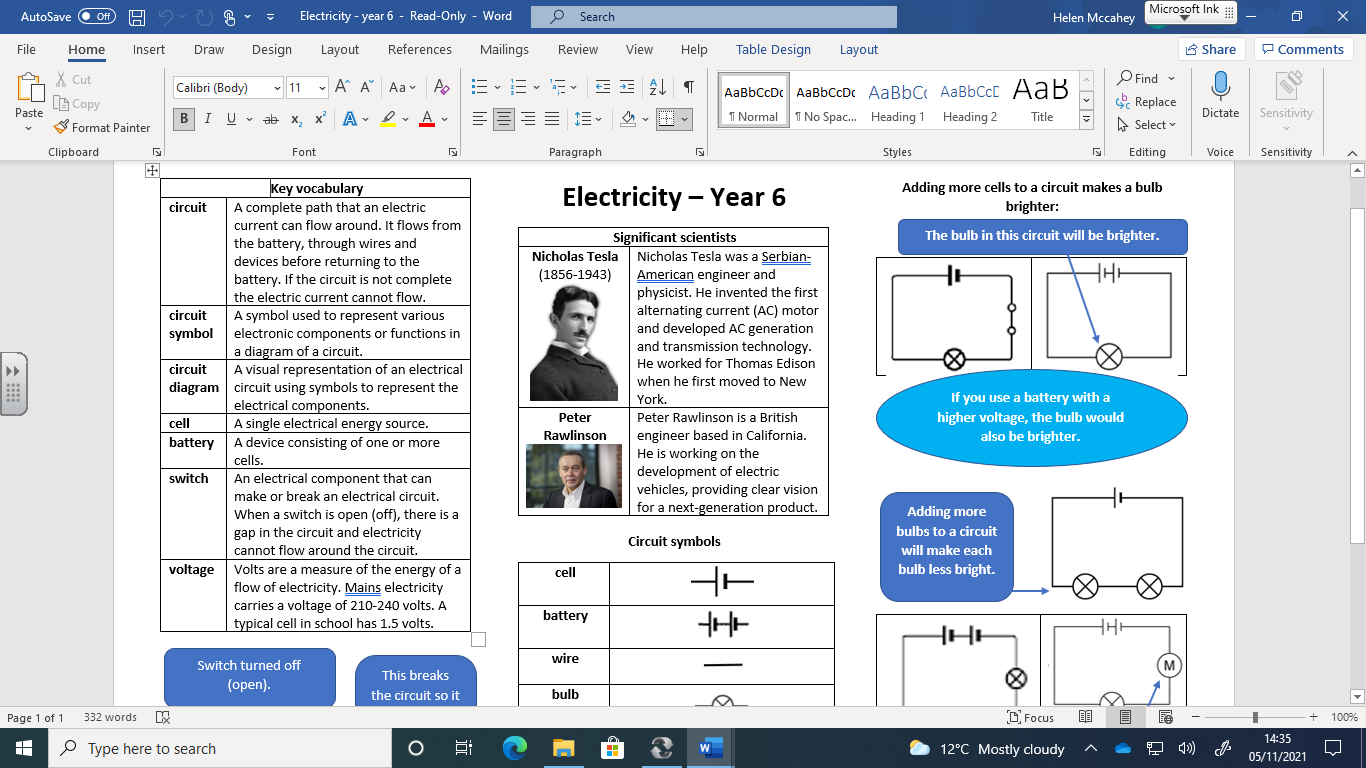 AutoSave Off
Electricity - year 6 - Read-Only - Word
Search
Helen Mccahey
Microsoft Ink
File Home Insert Draw Design Layout References Mailings Review View Help Table Design Layout
Share Comments
Paste
Cut
Copy
Format Painter
Clipboard
Calibri (Body) 11
Font
Paragraph
AaBbCcDc
¶ Normal
AaBbCcDc
¶ No Spac...
AaBbCc
Heading 1
AaBbCcD
Heading 2
AaB
Title
Styles
Find
Replace
Select
Editing
Dictate
Voice
Sensitivity
Sensitivity
Key vocabulary
circuit
A complete path that an electric
current can flow around. It flows from
the battery, through wires and
devices before returning to the
battery. If the circuit is not complete
the electric current cannot flow.
circuit
symbol
A symbol used to represent various
electronic components or functions in
a diagram of a circuit.
circuit
diagram
A visual representation of an electrical
circuit using symbols to represent the
electrical components.
cell
A single electrical energy source.
battery
A device consisting of one or more
cells.
switch
An electrical component that can
make or break an electrical circuit.
When a switch is open (off), there is a
gap in the circuit and electricity
cannot flow around the circuit.
voltage
Volts are a measure of the energy of a
flow of electricity. Mains electricity
carries a voltage of 210-240 volts. A
typical cell in school has 1.5 volts.
Switch turned off
(open).
This breaks
the circuit so it
Electricity – Year 6
Significant scientists
Nicholas Tesla
(1856-1943)
Nicholas Tesla was a Serbian-
American engineer and
physicist. He invented the first
alternating current (AC) motor
and developed AC generation
and transmission technology.
He worked for Thomas Edison
when he first moved to New
York.
Peter
Rawlinson
Peter Rawlinson is a British
engineer based in California.
He is working on the
development of electric
vehicles, providing clear vision
for a next-generation product.
Circuit symbols
cell
battery
wire
bulb
Adding more cells to a circuit makes a bulb
brighter:
The bulb in this circuit will be brighter.
If you use a battery with a
higher voltage, the bulb would
also be brighter.
Adding more
bulbs to a circuit
will make each
bulb less bright.
M
Page 1 of 1 332 words
Focus
100%
Type here to search
12°C Mostly cloudy
14:35
05/11/2021